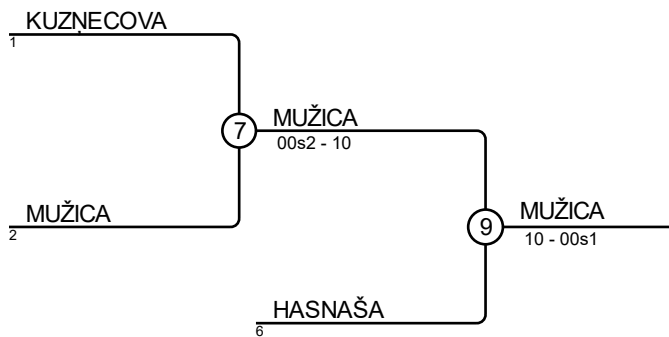 KUZŅECOVA
1
7
MUŽICA
00s2 - 10
MUŽICA
2
9
MUŽICA
10 - 00s1
HASNAŠA
6